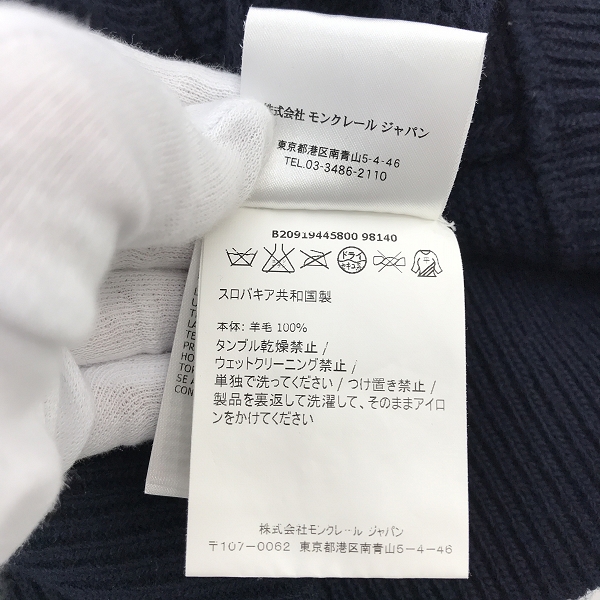 株式会社 モンクレール ジャパン
東京都港区南青山5-4-46
TEL.03-3486-2110
B20919445800 98140
ドライ
スロバキア共和国製
本体: 羊毛 100%
タンブル乾燥禁止 /
ウェットクリーニング禁止 /
単独で洗ってください / つけ置き禁止 /
製品を裏返して洗濯して、そのままアイロ
ンをかけてください
株式会社モンクレール ジャパン
〒107-0062 東京都港区南青山5-4-46